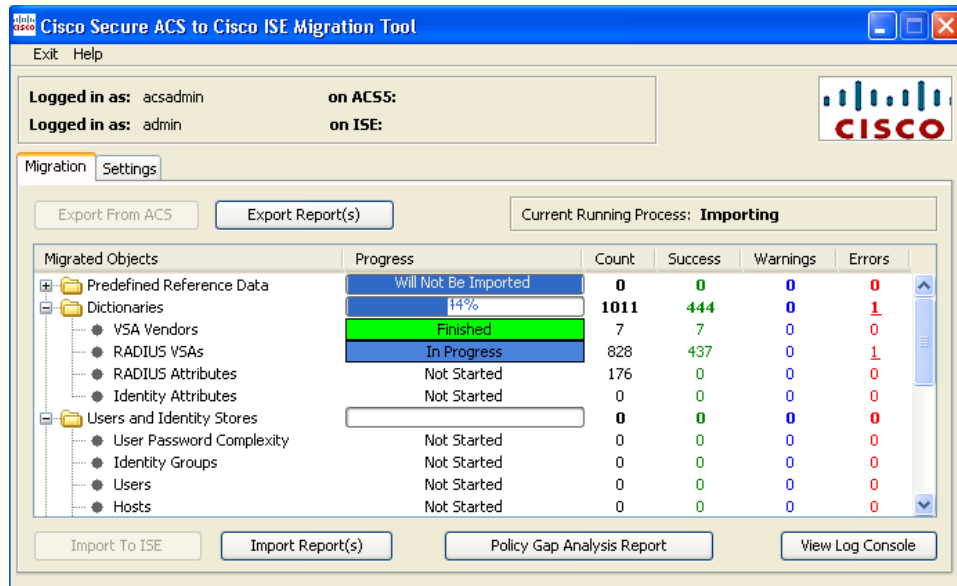 Cisco Secure ACS to Cisco ISE Migration Tool
Exit Help
Logged in as: acsadmin on ACS5:
Logged in as: admin on ISE:
CISCO
Migration Settings
Export From ACS Export Report(s) Current Running Process: Importing
Migrated Objects Progress Count Success Warnings Errors
Predefined Reference Data Will Not Be Imported 0 0 0 0
Dictionaries 44% 1011 444 0 1
VSA Vendors Finished 7 7 0 0
RADIUS VSAs In Progress 828 437 0 1
RADIUS Attributes Not Started 176 0 0 0
Identity Attributes Not Started 0 0 0 0
Users and Identity Stores 0 0 0 0
User Password Complexity Not Started 0 0 0 0
Identity Groups Not Started 0 0 0 0
Users Not Started 0 0 0 0
Hosts Not Started 0 0 0 0
Import To ISE Import Report(s) Policy Gap Analysis Report View Log Console